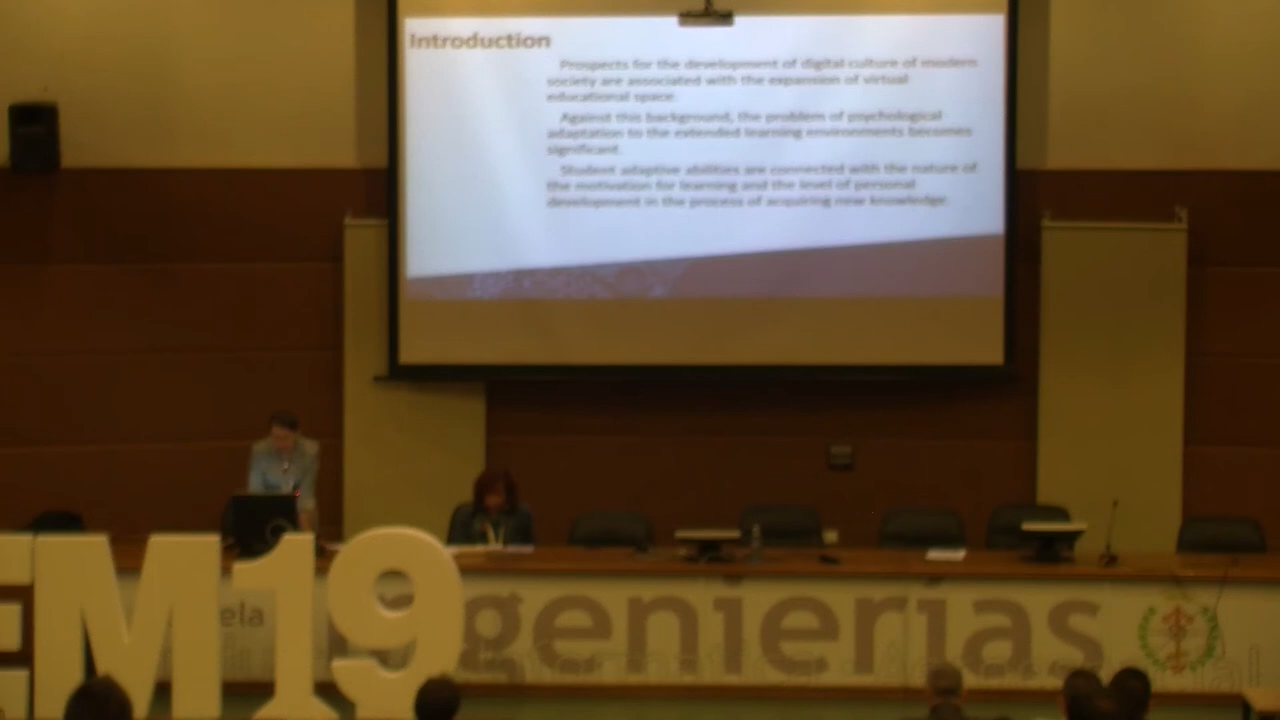 Introduction
Prospects for the development of digital culture of modern
society are associated with the expansion of virtual
educational space.
Against this background, the problem of psychological
adaptation to the extended learning environments becomes
significant.
Student adaptive abilities are connected with the nature of
the motivation for learning and the level of personal
development in the process of acquiring new knowledge.
EM19
ela
genierías